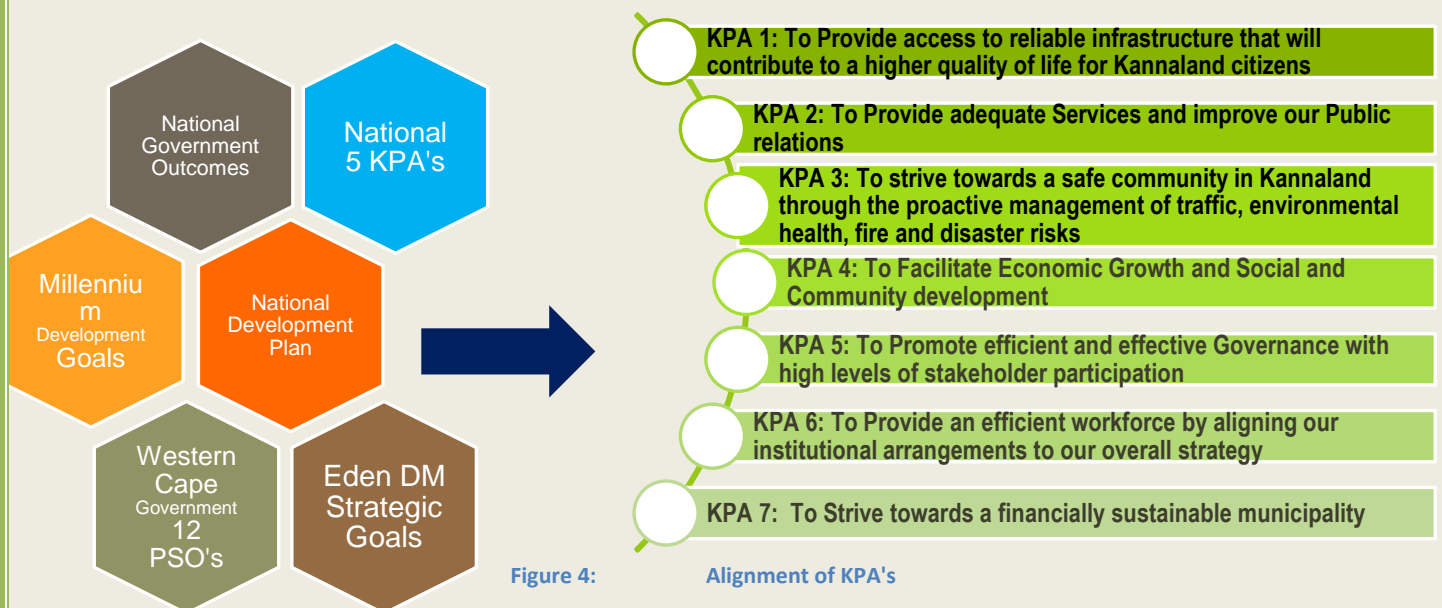 National
Government
Outcomes
National
5 KPA's
Millenniu
m
Development
Goals
National
Development
Plan
Western
Cape
Government
12
PSO's
Eden DM
Strategic
Goals
KPA 1: To Provide access to reliable infrastructure that will
contribute to a higher quality of life for Kannaland citizens
KPA 2: To Provide adequate Services and improve our Public
relations
KPA 3: To strive towards a safe community in Kannaland
through the proactive management of traffic, environmental
health, fire and disaster risks
KPA 4: To Facilitate Economic Growth and Social and
Community development
KPA 5: To Promote efficient and effective Governance with
high levels of stakeholder participation
KPA 6: To Provide an efficient workforce by aligning our
institutional arrangements to our overall strategy
KPA 7: To Strive towards a financially sustainable municipality
Figure 4: Alignment of KPA's